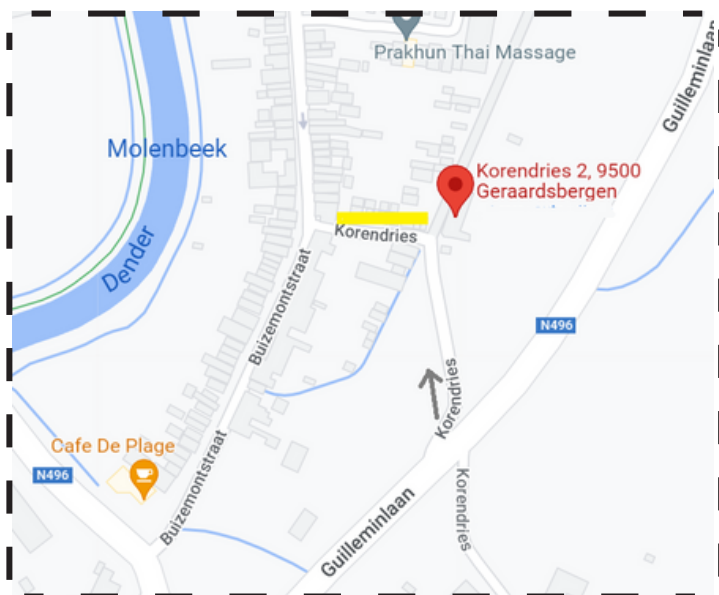 Prakhun Thai Massage
Guilleminlaan
Molenbeek
Korendries 2, 9500
Geraardsbergen
Korendries
Dender
Buizemontstraat
N496
Korendries
Cafe De Plage
N496
Buizemontstraat
Korendries
Guilleminlaan